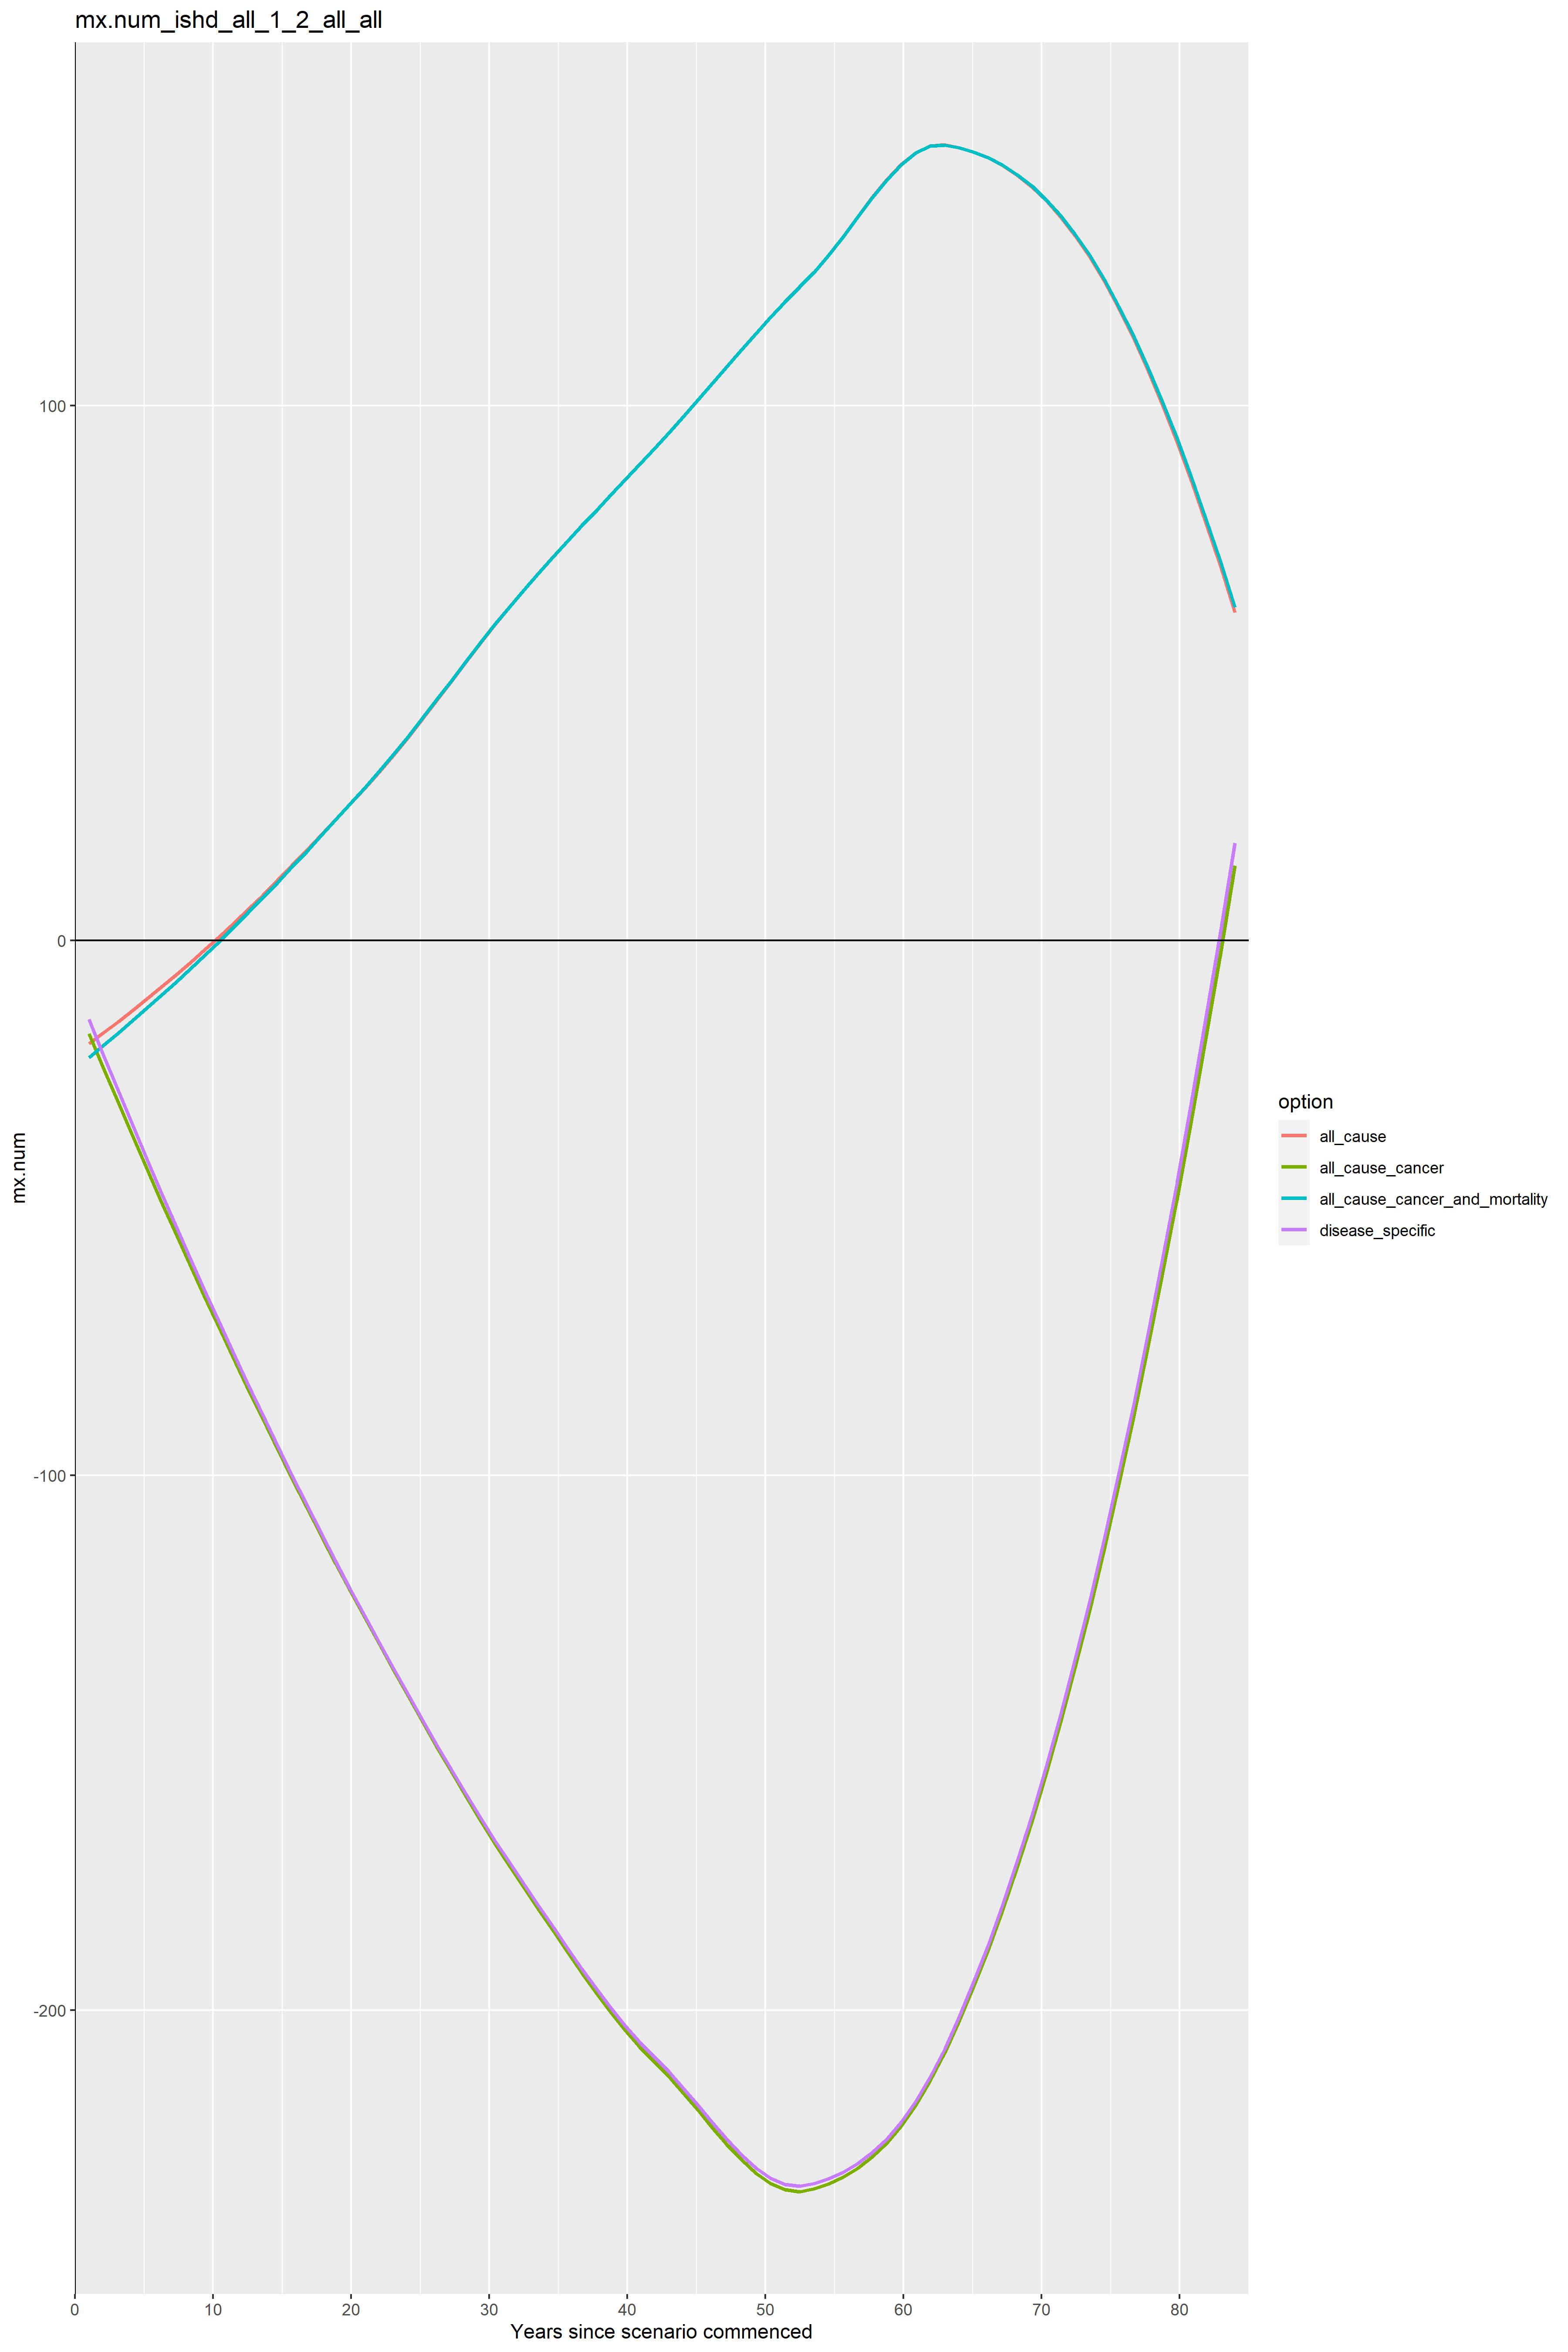 mx.num_ishd_all_1_2_all_all
100
0
-100
-200
mx.num
0 10 20 30 40 50 60 70 80
Years since scenario commenced
option
all_cause
all_cause_cancer
all_cause_cancer_and_mortality
disease_specific